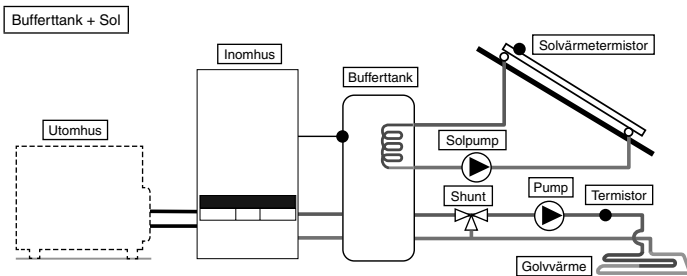 Bufferttank + Sol
Inomhus
Solvärmetermistor
Bufferttank
Utomhus
Solpump
Shunt
Pump
Termistor
Golvvärme